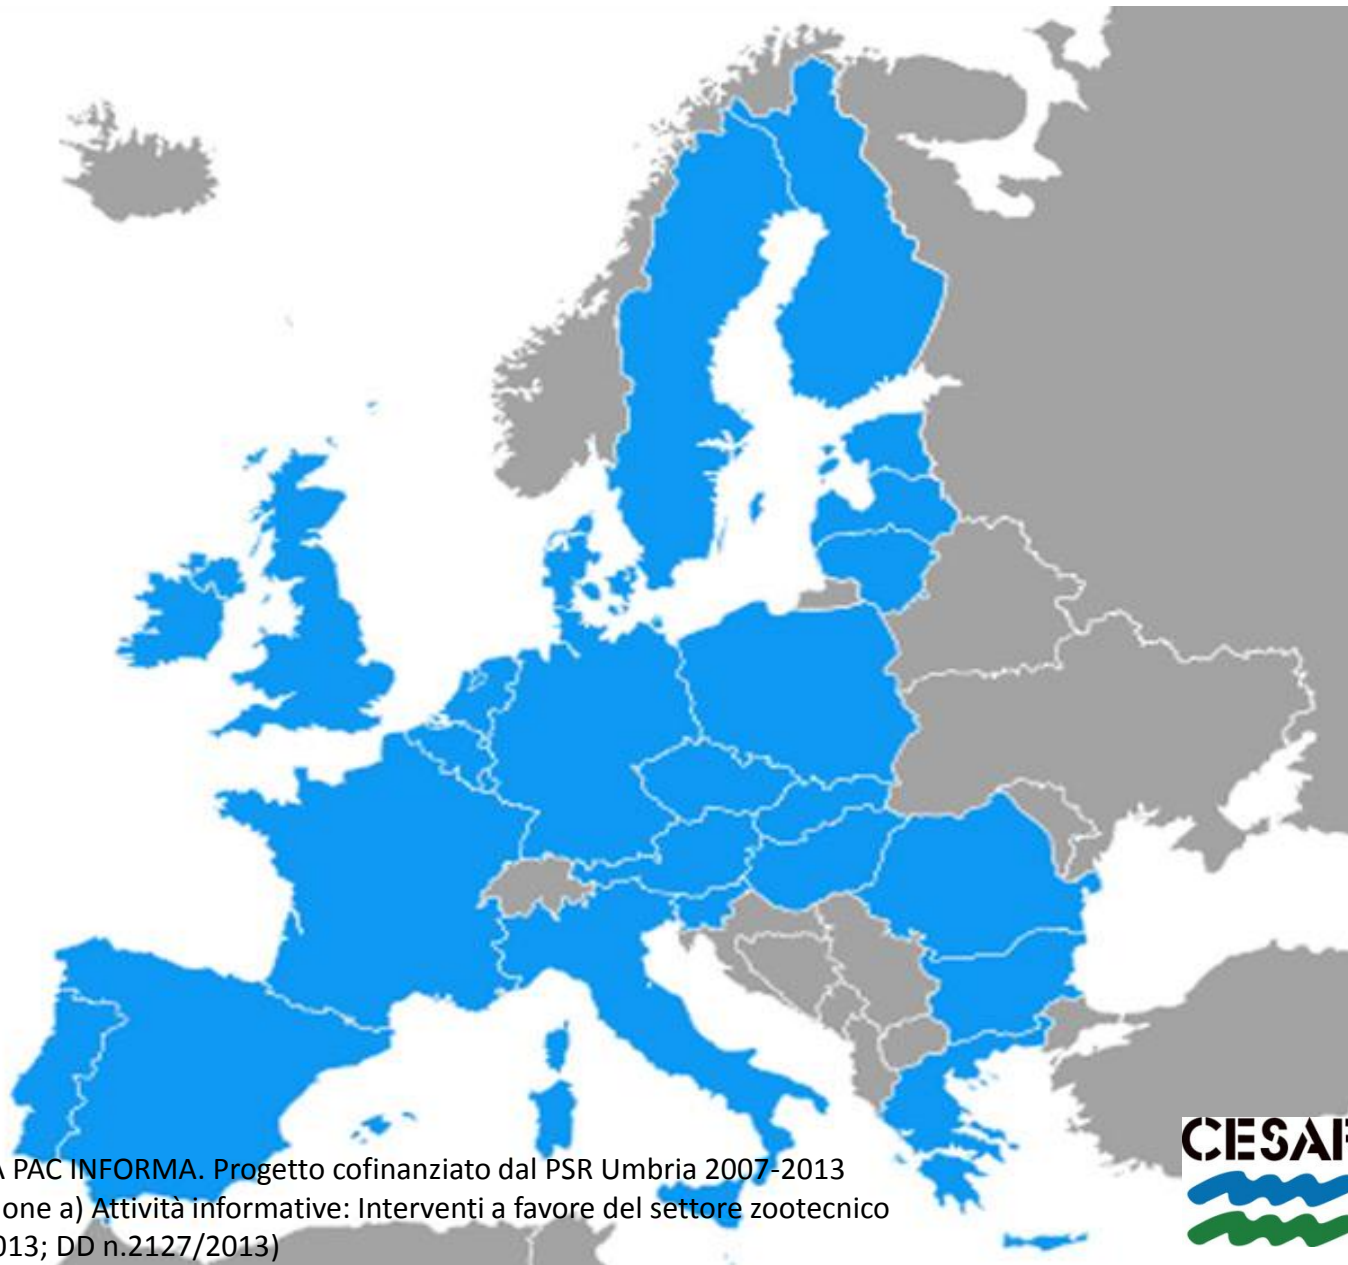 A PAC INFORMA. Progetto cofinanziato dal PSR Umbria 2007-2013
one a) Attività informative: Interventi a favore del settore zootecnico
013; DD n.2127/2013)
CESAR